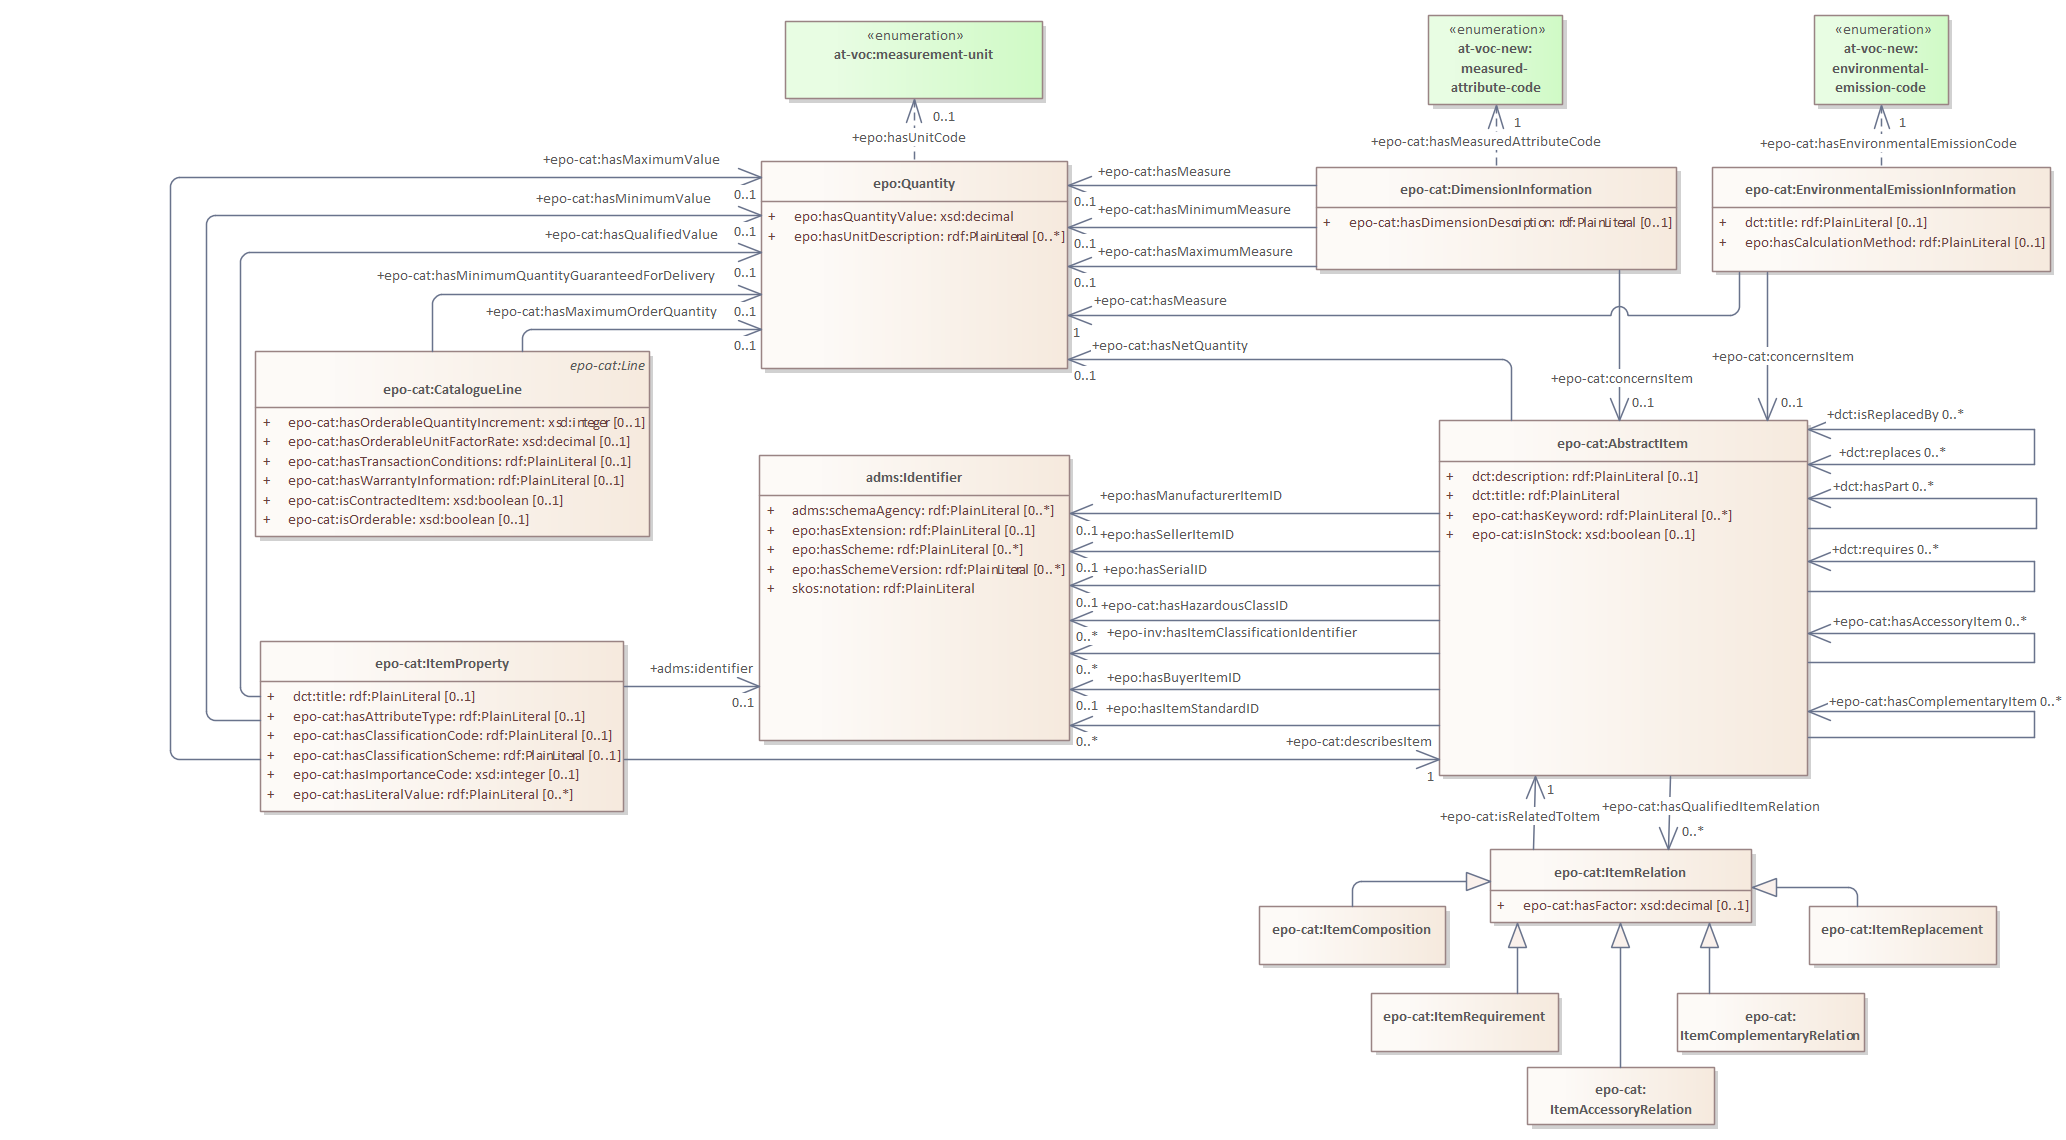 «enumeration»
at-voc:measurement-unit
«enumeration»
at-voc-new:
measured-
attribute-code
«enumeration»
at-voc-new:
environmental-
emission-code
0..1
+epo:hasUnitCode
1
+epo-cat:hasMeasuredAttributeCode
1
+epo-cat:hasEnvironmentalEmissionCode
+epo-cat:hasMaximumValue
0..1
+epo-cat:hasMinimumValue
0..1
+epo-cat:hasQualifiedValue
0..1
+epo-cat:hasMinimumQuantityGuaranteedForDelivery
0..1
+epo-cat:hasMaximumOrderQuantity
0..1
epo:Quantity
+ epo:hasQuantityValue: xsd:decimal
+ epo:hasUnitDescription: rdf:PlainLiteral [0..*]
+epo-cat:hasMeasure
0..1
+epo-cat:hasMinimumMeasure
0..1
+epo-cat:hasMaximumMeasure
0..1
+epo-cat:hasMeasure
1
+epo-cat:hasNetQuantity
0..1
epo-cat:DimensionInformation
+ epo-cat:hasDimensionDescription: rdf:PlainLiteral [0..1]
epo-cat:EnvironmentalEmissionInformation
+ dct:title: rdf:PlainLiteral [0..1]
+ epo:hasCalculationMethod: rdf:PlainLiteral [0..1]
+epo-cat:concernsItem
0..1
+epo-cat:concernsItem
0..1
epo-cat:Line
epo-cat:CatalogueLine
+ epo-cat:hasOrderableQuantityIncrement: xsd:integer [0..1]
+ epo-cat:hasOrderableUnitFactorRate: xsd:decimal [0..1]
+ epo-cat:hasTransactionConditions: rdf:PlainLiteral [0..1]
+ epo-cat:hasWarrantyInformation: rdf:PlainLiteral [0..1]
+ epo-cat:isContractedItem: xsd:boolean [0..1]
+ epo-cat:isOrderable: xsd:boolean [0..1]
adms:Identifier
+ adms:schemaAgency: rdf:PlainLiteral [0..*]
+ epo:hasExtension: rdf:PlainLiteral [0..1]
+ epo:hasScheme: rdf:PlainLiteral [0..*]
+ epo:hasSchemeVersion: rdf:PlainLiteral [0..*]
+ skos:notation: rdf:PlainLiteral
+epo:hasManufacturerItemID
0..1
+epo:hasSellerItemID
0..1
+epo:hasSerialID
0..1
+epo-cat:hasHazardousClassID
0..*
+epo-inv:hasItemClassificationIdentifier
0..*
+epo:hasBuyerItemID
0..1
+epo:hasItemStandardID
0..*
epo-cat:AbstractItem
+ dct:description: rdf:PlainLiteral [0..1]
+ dct:title: rdf:PlainLiteral
+ epo-cat:hasKeyword: rdf:PlainLiteral [0..*]
+ epo-cat:isInStock: xsd:boolean [0..1]
+dct:isReplacedBy 0..*
+dct:replaces 0..*
+dct:hasPart 0..*
+dct:requires 0..*
+epo-cat:hasAccessoryItem 0..*
+epo-cat:hasComplementaryItem 0..*
epo-cat:ItemProperty
+ dct:title: rdf:PlainLiteral [0..1]
+ epo-cat:hasAttributeType: rdf:PlainLiteral [0..1]
+ epo-cat:hasClassificationCode: rdf:PlainLiteral [0..1]
+ epo-cat:hasClassificationScheme: rdf:PlainLiteral [0..1]
+ epo-cat:hasImportanceCode: xsd:integer [0..1]
+ epo-cat:hasLiteralValue: rdf:PlainLiteral [0..*]
+adms:identifier
0..1
+epo-cat:describesItem
1
1
+epo-cat:isRelatedToItem
+epo-cat:hasQualifiedItemRelation
0..*
epo-cat:ItemRelation
+ epo-cat:hasFactor: xsd:decimal [0..1]
epo-cat:ItemComposition
epo-cat:ItemReplacement
epo-cat:ItemRequirement
epo-cat:
ItemComplementaryRelation
epo-cat:
ItemAccessoryRelation